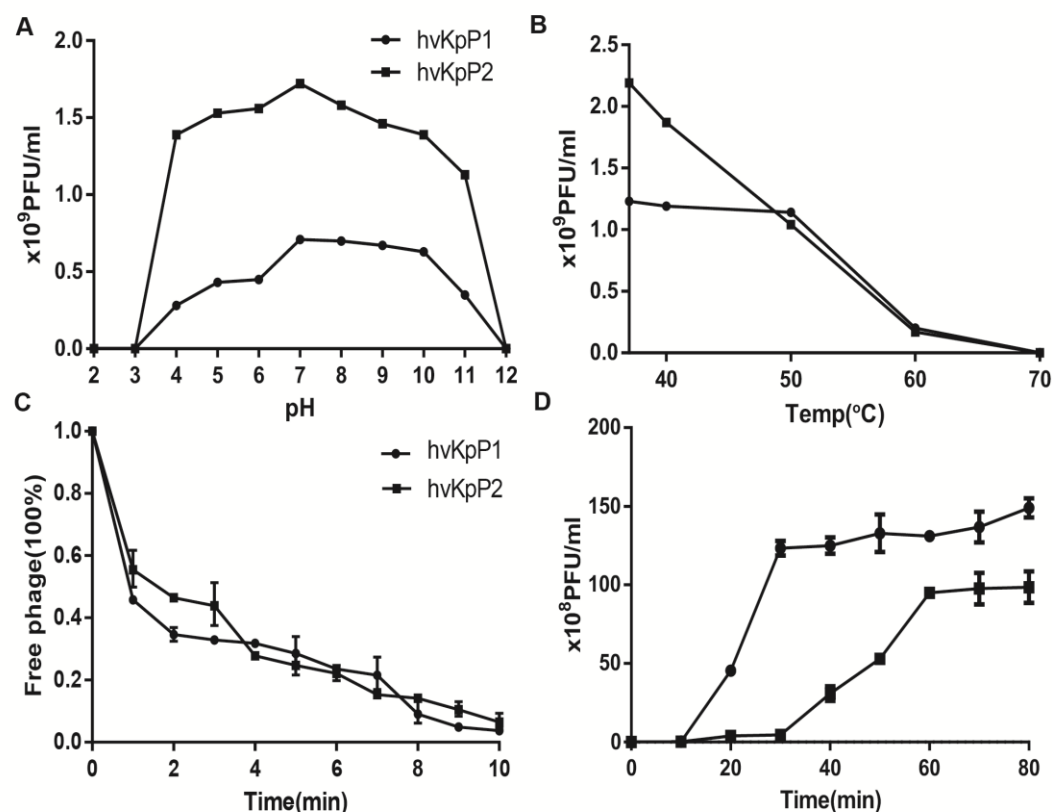 A
hvKpP1
hvKpP2
x10⁹PFU/ml
2.0
1.5
1.0
0.5
0.0
2 3 4 5 6 7 8 9 10 11 12
pH
B
x10⁹PFU/ml
2.5
2.0
1.5
1.0
0.5
0.0
40 50 60 70
Temp(ºC)
C
hvKpP1
hvKpP2
Free phage(100%)
1.0
0.8
0.6
0.4
0.2
0.0
0 2 4 6 8 10
Time(min)
D
x10⁸PFU/ml
200
150
100
50
0
0 20 40 60 80
Time(min)